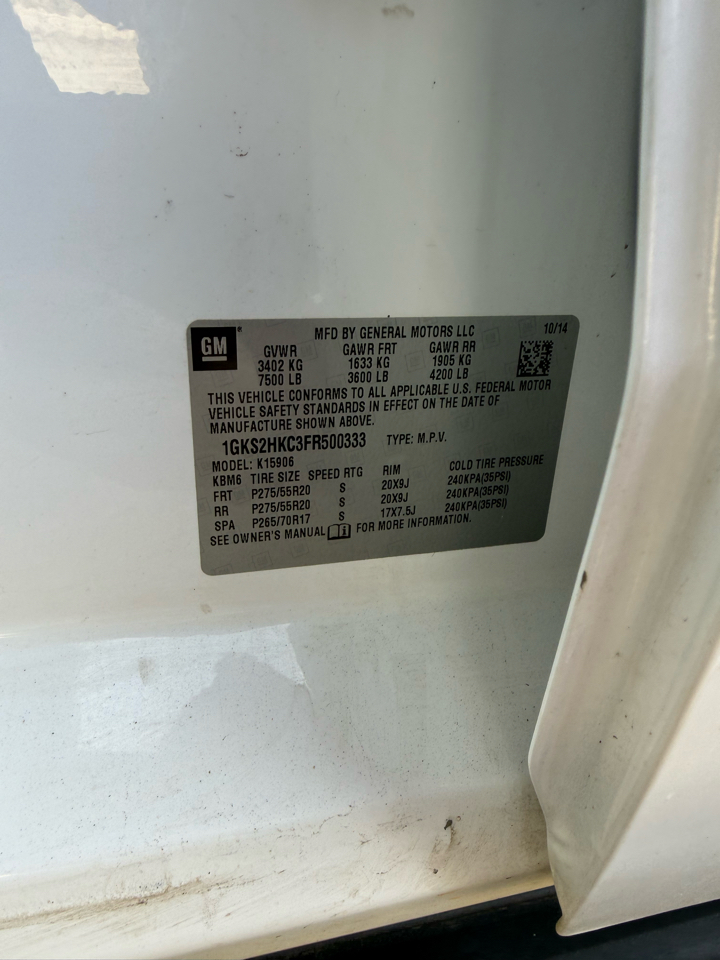 GM
MFD BY GENERAL MOTORS LLC 10/14
GVWR GAWR FRT GAWR RR
3402 KG 1633 KG 1905 KG
7500 LB 3600 LB 4200 LB
THIS VEHICLE CONFORMS TO ALL APPLICABLE U.S. FEDERAL MOTOR
VEHICLE SAFETY STANDARDS IN EFFECT ON THE DATE OF
MANUFACTURE SHOWN ABOVE.
1GKS2HKC3FR500333 TYPE: M.P.V.
MODEL: K15906
KBM6 TIRE SIZE SPEED RTG RIM COLD TIRE PRESSURE
FRT P275/55R20 S 20X9J 240KPA(35PSI)
RR P275/55R20 S 20X9J 240KPA(35PSI)
SPA P265/70R17 S 17X7.5J 240KPA(35PSI)
SEE OWNER'S MANUAL FOR MORE INFORMATION.